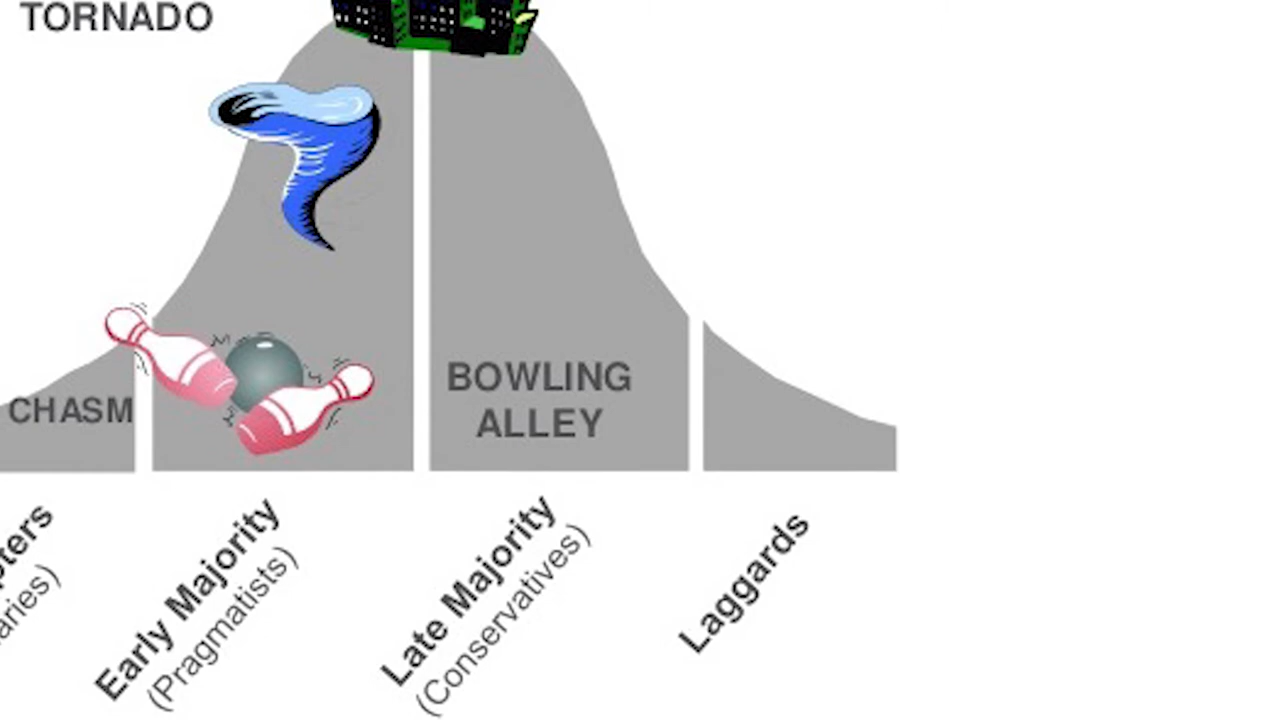 TORNADO
BOWLING
ALLEY
CHASM
Early Majority
(Pragmatists)
Late Majority
(Conservatives)
Laggards